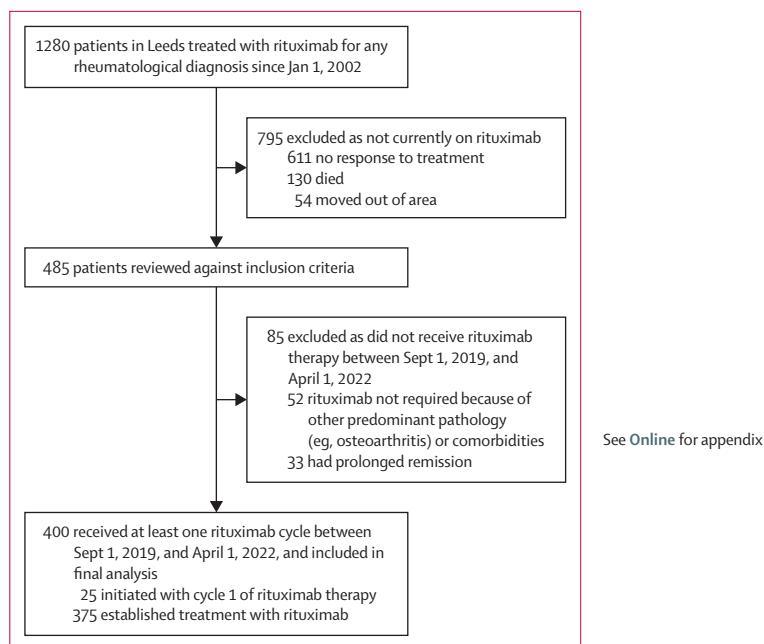 1280 patients in Leeds treated with rituximab for any
rheumatological diagnosis since Jan 1, 2002
795 excluded as not currently on rituximab
611 no response to treatment
130 died
54 moved out of area
485 patients reviewed against inclusion criteria
85 excluded as did not receive rituximab
therapy between Sept 1, 2019, and
April 1, 2022
52 rituximab not required because of
other predominant pathology
(eg, osteoarthritis) or comorbidities
33 had prolonged remission
See Online for appendix
400 received at least one rituximab cycle between
Sept 1, 2019, and April 1, 2022, and included in
final analysis
25 initiated with cycle 1 of rituximab therapy
375 established treatment with rituximab